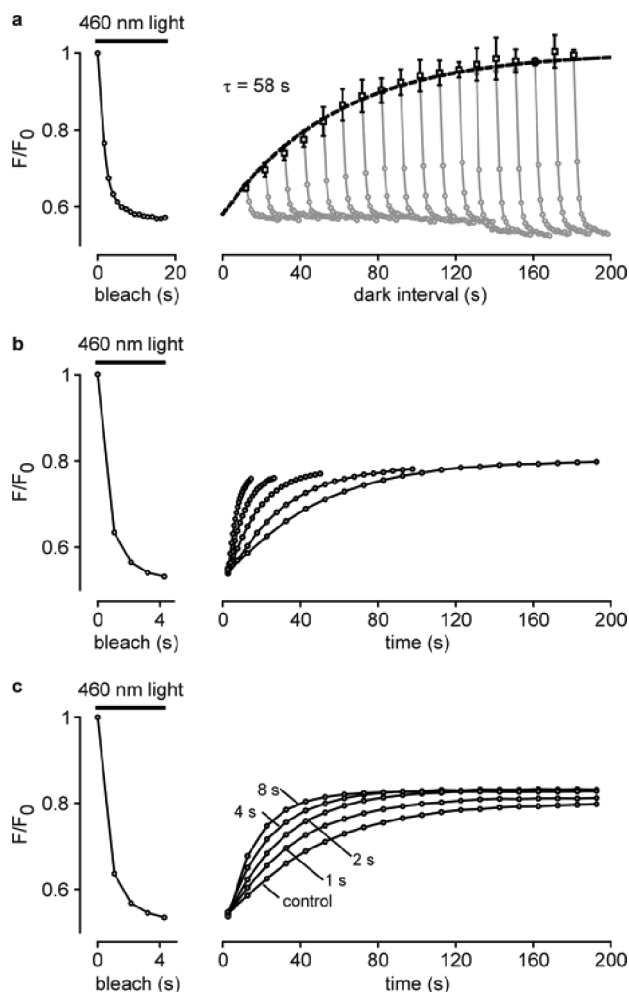 a
460 nm light
1
0.8
0.6
F/F0
0 20
bleach (s)
τ = 58 s
0 40 80 120 160 200
dark interval (s)
b
460 nm light
1
0.8
0.6
F/F0
0 4
bleach (s)
0 40 80 120 160 200
time (s)
c
460 nm light
1
0.8
0.6
F/F0
0 4
bleach (s)
8 s
4 s
2 s
1 s
control
0 40 80 120 160 200
time (s)